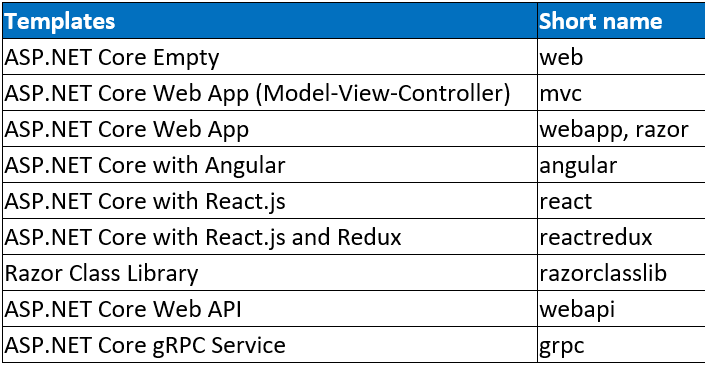 Templates Short name
ASP.NET Core Empty web
ASP.NET Core Web App (Model-View-Controller) mvc
ASP.NET Core Web App webapp, razor
ASP.NET Core with Angular angular
ASP.NET Core with React.js react
ASP.NET Core with React.js and Redux reactredux
Razor Class Library razorclasslib
ASP.NET Core Web API webapi
ASP.NET Core gRPC Service grpc